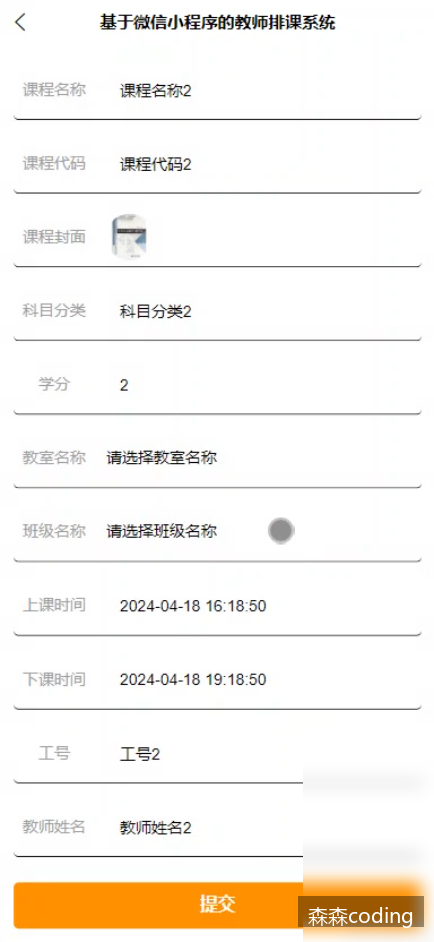 基于微信小程序的教师排课系统
课程名称 课程名称2
课程代码 课程代码2
课程封面
科目分类 科目分类2
学分 2
教室名称 请选择教室名称
班级名称 请选择班级名称
上课时间 2024-04-18 16:18:50
下课时间 2024-04-18 19:18:50
工号 工号2
教师姓名 教师姓名2
提交
森森coding